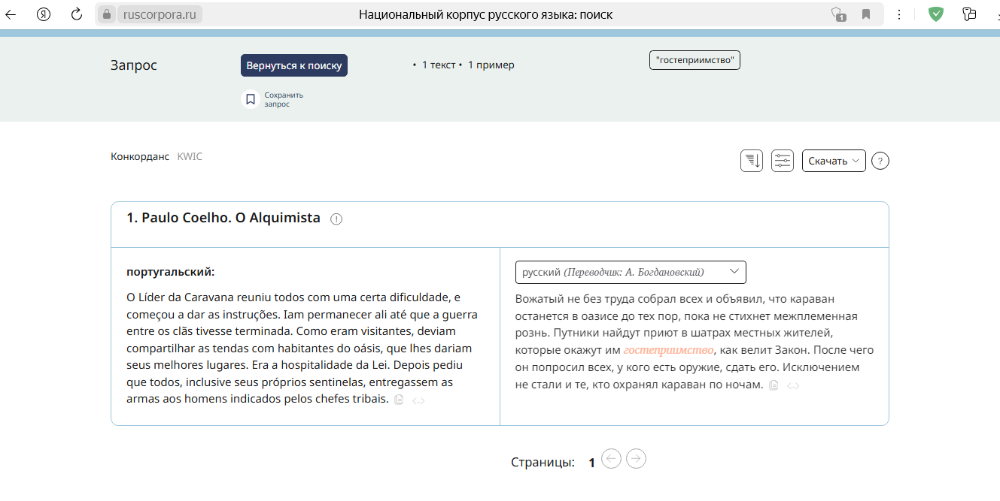 ruscorpora.ru
Национальный корпус русского языка: поиск
1
Запрос
Вернуться к поиску
• 1 текст • 1 пример
"гостеприимство"
Сохранить
запрос
Конкорданс KWIC
Скачать
?
1. Paulo Coelho. O Alquimista
португальский:
O Líder da Caravana reuniu todos com uma certa dificuldade, e
começou a dar as instruções. Iam permanecer ali até que a guerra
entre os clãs tivesse terminada. Como eram visitantes, deviam
compartilhar as tendas com habitantes do oásis, que lhes dariam
seus melhores lugares. Era a hospitalidade da Lei. Depois pediu
que todos, inclusive seus próprios sentinelas, entregassem as
armas aos homens indicados pelos chefes tribais.
русский (Переводчик: А. Богдановский)
Вожатый не без труда собрал всех и объявил, что караван
останется в оазисе до тех пор, пока не стихнет межплеменная
рознь. Путники найдут приют в шатрах местных жителей,
которые окажут им гостеприимство, как велит Закон. После чего
он попросил всех, у кого есть оружие, сдать его. Исключением
не стали и те, кто охранял караван по ночам.
Страницы: 1